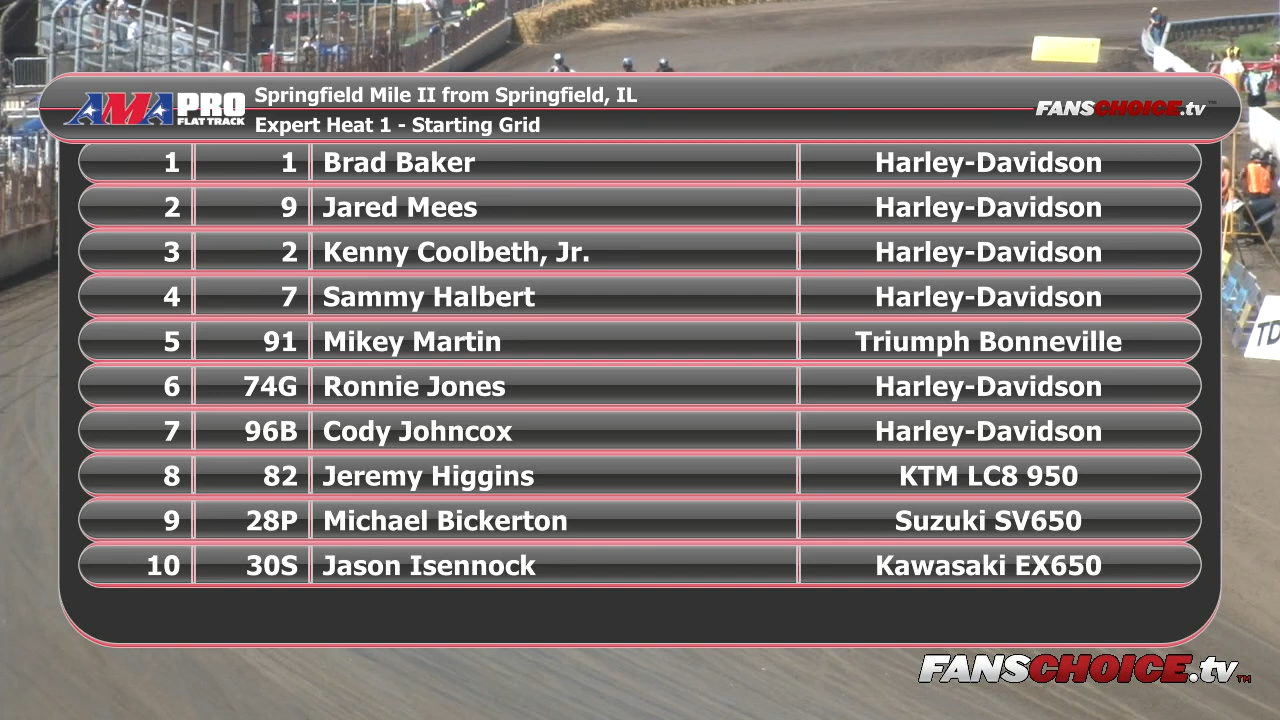 AMA PRO FLAT TRACK
Springfield Mile II from Springfield, IL
Expert Heat 1 - Starting Grid
FANSCHOICE.tv™
1 1 Brad Baker Harley-Davidson
2 9 Jared Mees Harley-Davidson
3 2 Kenny Coolbeth, Jr. Harley-Davidson
4 7 Sammy Halbert Harley-Davidson
5 91 Mikey Martin Triumph Bonneville
6 74G Ronnie Jones Harley-Davidson
7 96B Cody Johncox Harley-Davidson
8 82 Jeremy Higgins KTM LC8 950
9 28P Michael Bickerton Suzuki SV650
10 30S Jason Isennock Kawasaki EX650
TD
FANSCHOICE.tv™